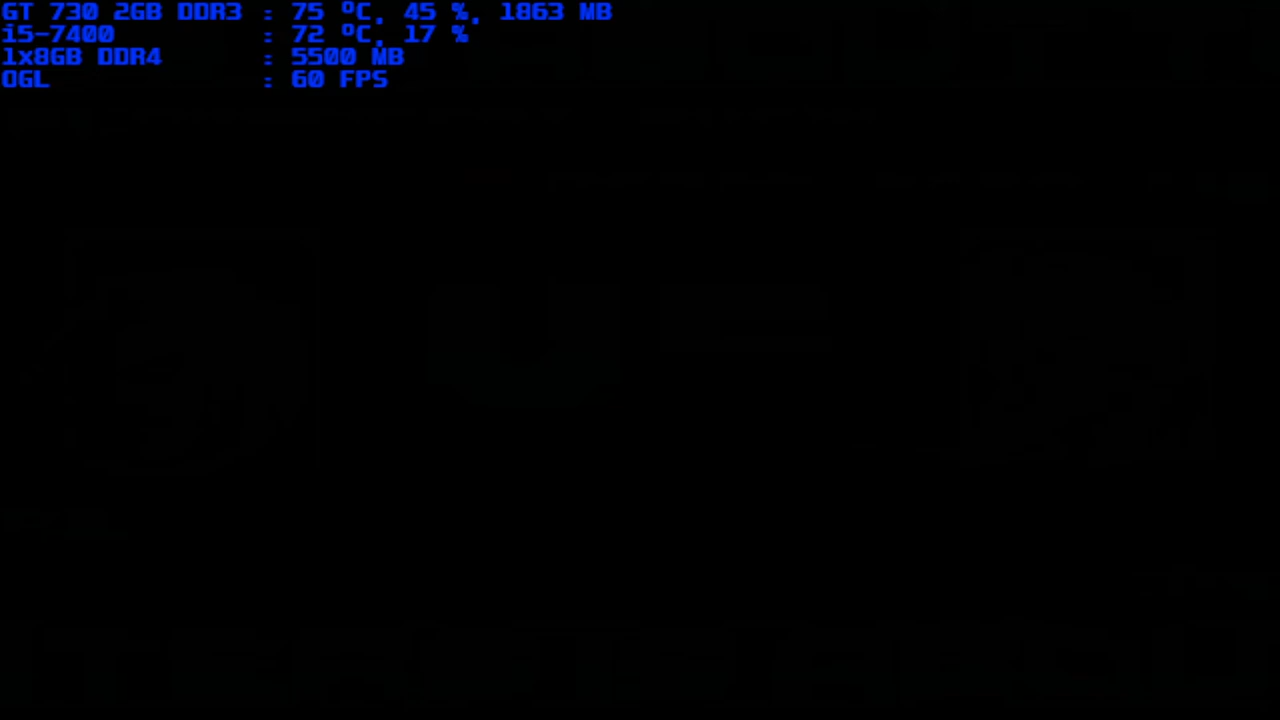 GT 730 2GB DDR3 : 75 ºC, 45 %, 1863 MB
i5-7400 : 72 ºC, 17 %
1x8GB DDR4 : 5500 MB
OGL : 60 FPS